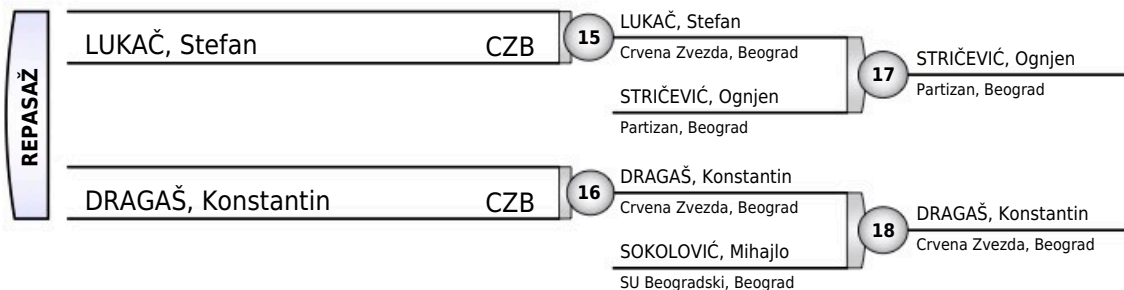 REPASAŽ
LUKAČ, Stefan CZB
15
LUKAČ, Stefan
Crvena Zvezda, Beograd
STRIČEVIĆ, Ognjen
Partizan, Beograd
17
STRIČEVIĆ, Ognjen
Partizan, Beograd
DRAGAŠ, Konstantin CZB
16
DRAGAŠ, Konstantin
Crvena Zvezda, Beograd
SOKOLOVIĆ, Mihajlo
SU Beogradski, Beograd
18
DRAGAŠ, Konstantin
Crvena Zvezda, Beograd